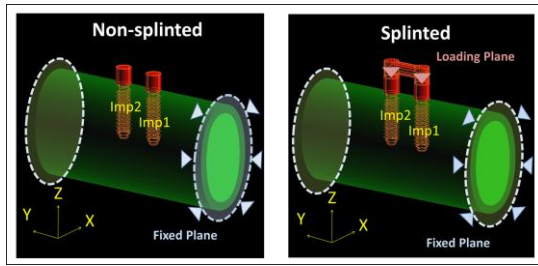 Non-splinted
Imp2
Imp1
Z
Y
X
Fixed Plane
Splinted
Loading Plane
Imp2
Imp1
Z
Y
X
Fixed Plane